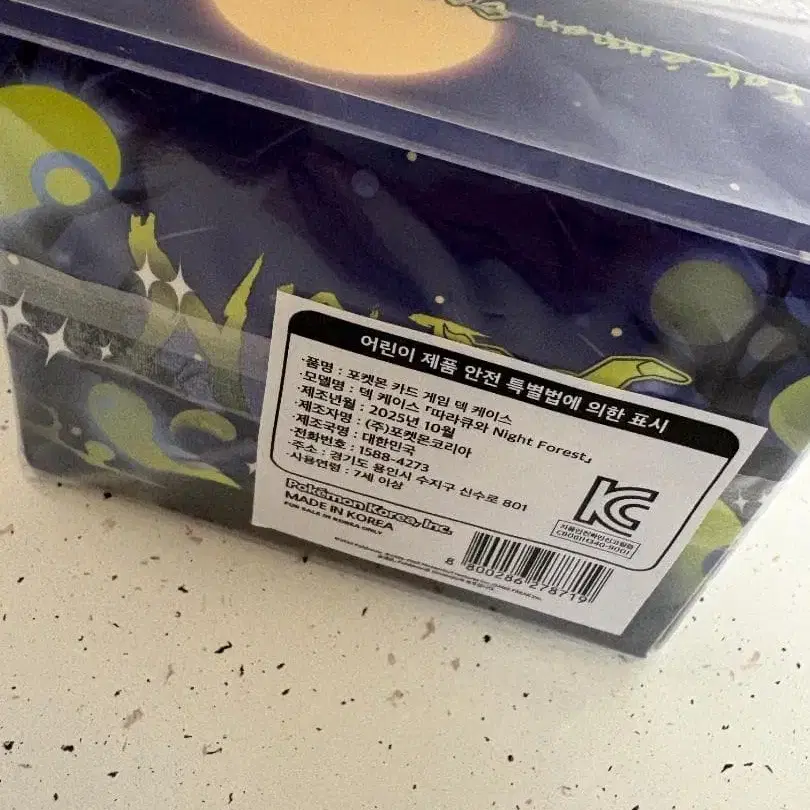 어린이 제품 안전 특별법에 의한 표시
·품명 : 포켓몬 카드 게임 덱 케이스
·모델명 : 덱 케이스 「따라큐와 Night Forest」
·제조년월 : 2025년 10월
·제조자명 : (주)포켓몬코리아
·제조국명 : 대한민국
·전화번호 : 1588-4273
·주소 : 경기도 용인시 수지구 신수로 801
·사용연령 : 7세 이상
KC
Pokémon Korea, Inc.
MADE IN KOREA
FOR SALE IN KOREA ONLY
8 800286 278719